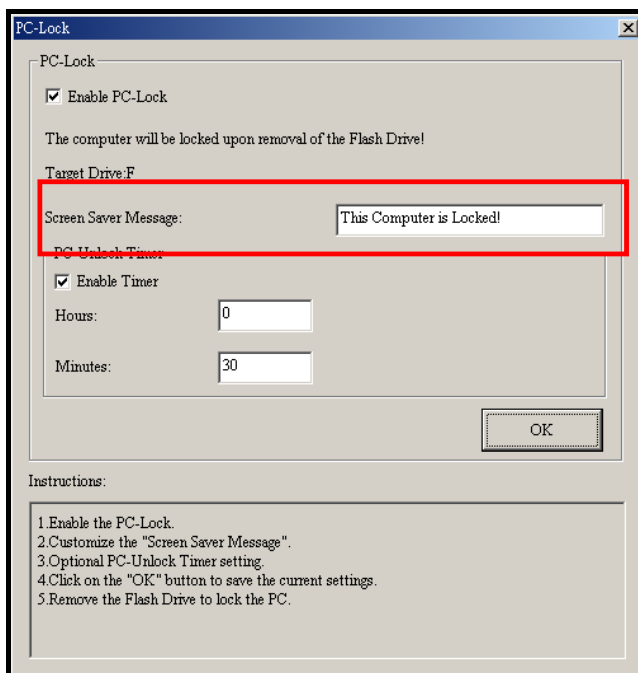 PC-Lock
PC-Lock
Enable PC-Lock
The computer will be locked upon removal of the Flash Drive!
Target Drive:F
Screen Saver Message:
This Computer is Locked!
PC-Unlock Timer
Enable Timer
Hours:
0
Minutes:
30
OK
Instructions:
1.Enable the PC-Lock.
2.Customize the "Screen Saver Message".
3.Optional PC-Unlock Timer setting.
4.Click on the "OK" button to save the current settings.
5.Remove the Flash Drive to lock the PC.